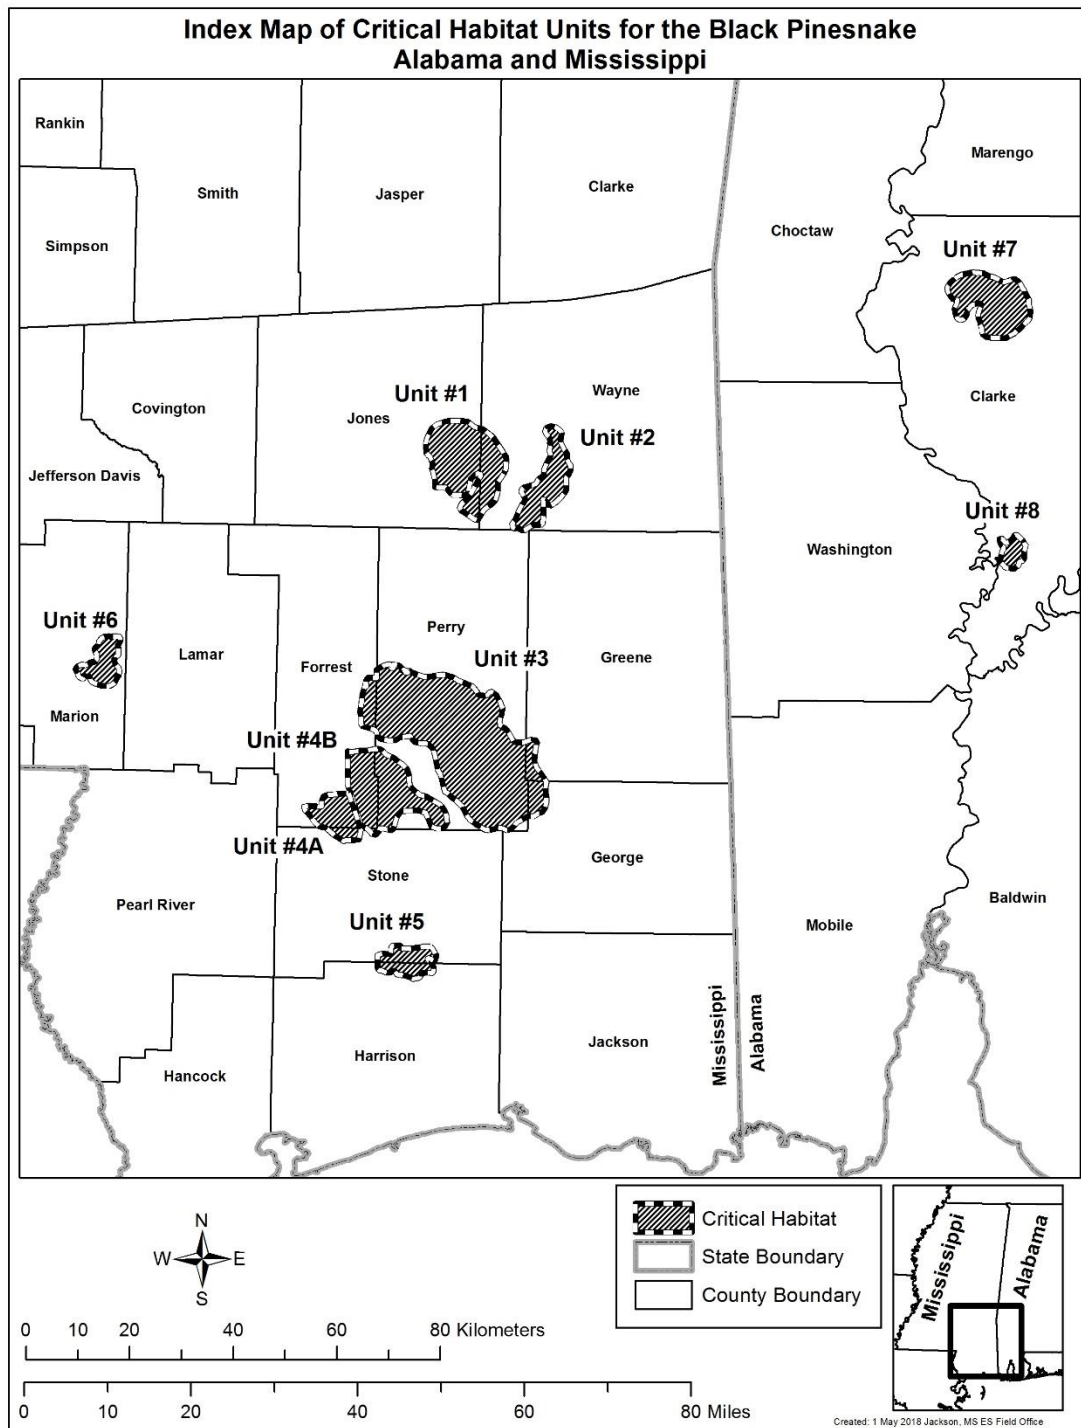 Index Map of Critical Habitat Units for the Black Pinesnake
Alabama and Mississippi
Rankin
Marengo
Smith
Jasper
Clarke
Choctaw
Simpson
Unit #7
Unit #1
Wayne
Clarke
Covington
Jones
Unit #2
Jefferson Davis
Unit #8
Washington
Unit #6
Perry
Lamar
Forrest
Unit #3
Greene
Marion
Unit #4B
Unit #4A
George
Stone
Pearl River
Unit #5
Mobile
Baldwin
Mississippi
Alabama
Harrison
Jackson
Hancock
N
W E
S
Critical Habitat
State Boundary
County Boundary
Mississippi
Alabama
0 10 20 40 60 80 Kilometers
0 10 20 40 60 80 Miles
Created: 1 May 2018 Jackson, MS ES Field Office